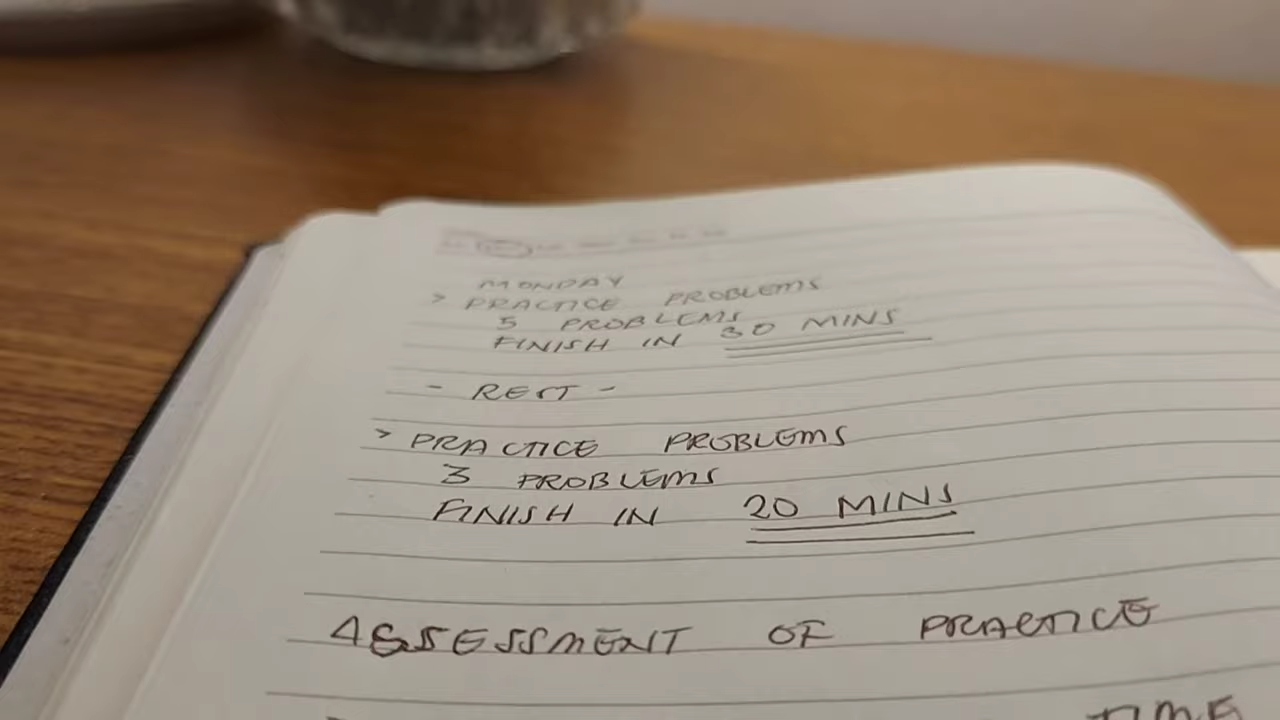 MONDAY
> PRACTICE PROBLEMS
5 PROBLEMS
FINISH IN 30 MINS
- REST -
> PRACTICE PROBLEMS
3 PROBLEMS
FINISH IN 20 MINS
ASSESSMENT OF PRACTICE
TIME